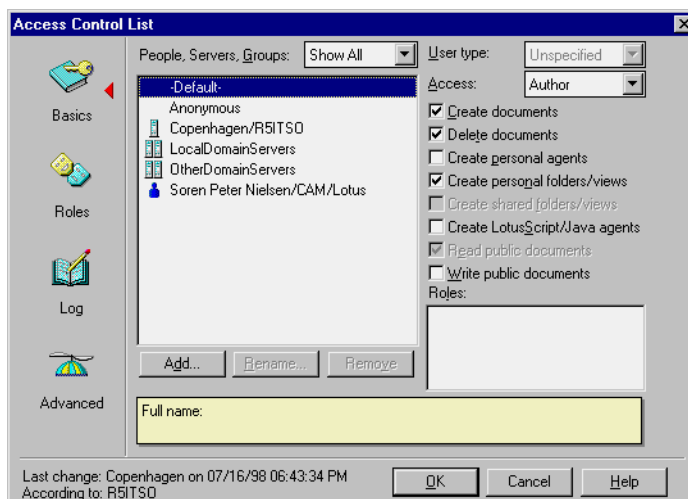 Access Control List
Basics
Roles
Log
Advanced
People, Servers, Groups: Show All
-Default-
Anonymous
Copenhagen/R5ITSO
LocalDomainServers
OtherDomainServers
Soren Peter Nielsen/CAM/Lotus
Add... Rename... Remove
User type: Unspecified
Access: Author
Create documents
Delete documents
Create personal agents
Create personal folders/views
Create shared folders/views
Create LotusScript/Java agents
Read public documents
Write public documents
Roles:
Full name:
Last change: Copenhagen on 07/16/98 06:43:34 PM
According to: R5ITSO
OK Cancel Help